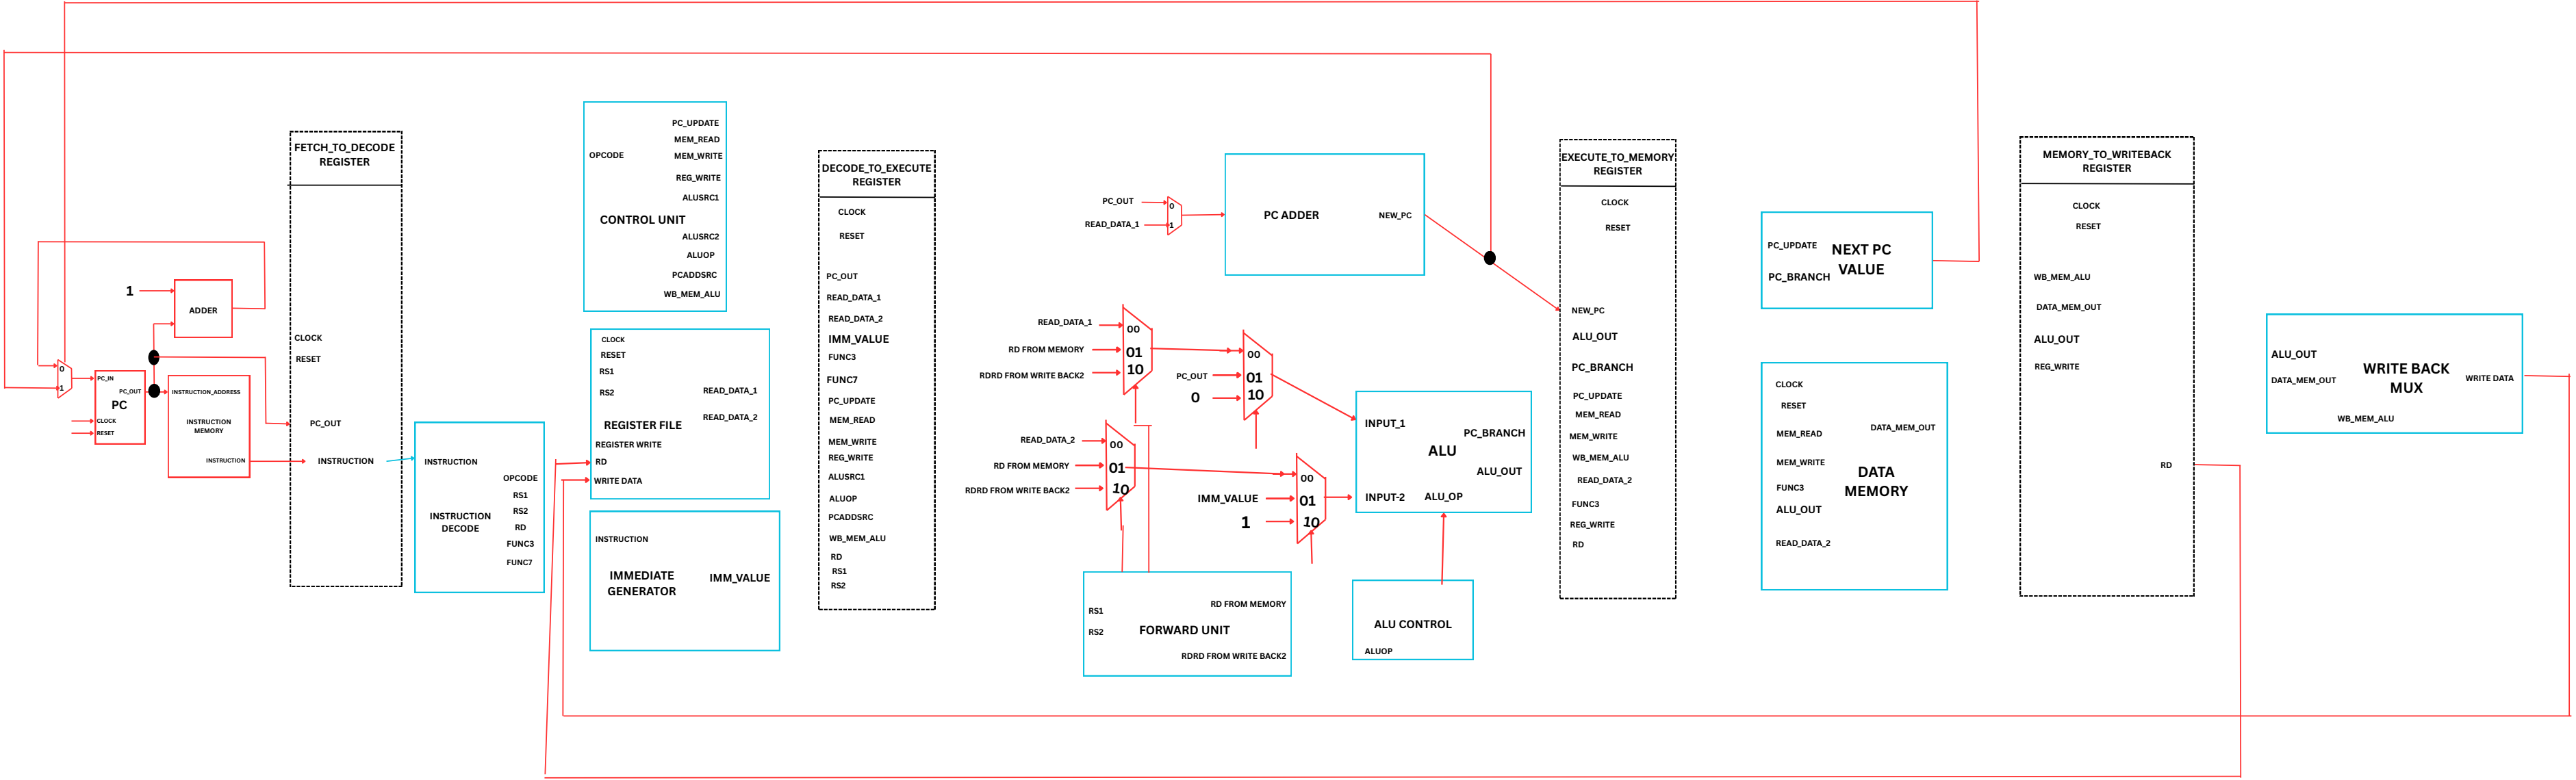 1
ADDER
0
1
PC_IN
PC_OUT
PC
CLOCK
RESET
INSTRUCTION_ADDRESS
INSTRUCTION
MEMORY
INSTRUCTION
FETCH_TO_DECODE
REGISTER
CLOCK
RESET
PC_OUT
INSTRUCTION
INSTRUCTION
OPCODE
RS1
RS2
RD
FUNC3
FUNC7
INSTRUCTION
DECODE
PC_UPDATE
MEM_READ
MEM_WRITE
OPCODE
REG_WRITE
ALUSRC1
CONTROL UNIT
ALUSRC2
ALUOP
PCADDSRC
WB_MEM_ALU
CLOCK
RESET
RS1
RS2
READ_DATA_1
READ_DATA_2
REGISTER FILE
REGISTER WRITE
RD
WRITE DATA
INSTRUCTION
IMMEDIATE
GENERATOR
IMM_VALUE
DECODE_TO_EXECUTE
REGISTER
CLOCK
RESET
PC_OUT
READ_DATA_1
READ_DATA_2
IMM_VALUE
FUNC3
FUNC7
PC_UPDATE
MEM_READ
MEM_WRITE
REG_WRITE
ALUSRC1
ALUOP
PCADDSRC
WB_MEM_ALU
RD
RS1
RS2
PC_OUT
READ_DATA_1
0
1
PC ADDER
NEW_PC
READ_DATA_1
RD FROM MEMORY
RDRD FROM WRITE BACK2
00
01
10
PC_OUT
0
00
01
10
READ_DATA_2
RD FROM MEMORY
RDRD FROM WRITE BACK2
00
01
10
IMM_VALUE
1
00
01
10
INPUT_1
PC_BRANCH
ALU
ALU_OUT
INPUT-2
ALU_OP
RS1
RS2
FORWARD UNIT
RD FROM MEMORY
RDRD FROM WRITE BACK2
ALU CONTROL
ALUOP
EXECUTE_TO_MEMORY
REGISTER
CLOCK
RESET
NEW_PC
ALU_OUT
PC_BRANCH
PC_UPDATE
MEM_READ
MEM_WRITE
WB_MEM_ALU
READ_DATA_2
FUNC3
REG_WRITE
RD
PC_UPDATE
PC_BRANCH
NEXT PC
VALUE
CLOCK
RESET
MEM_READ
MEM_WRITE
FUNC3
ALU_OUT
READ_DATA_2
DATA_MEM_OUT
DATA
MEMORY
MEMORY_TO_WRITEBACK
REGISTER
CLOCK
RESET
WB_MEM_ALU
DATA_MEM_OUT
ALU_OUT
REG_WRITE
RD
ALU_OUT
DATA_MEM_OUT
WRITE BACK
MUX
WRITE DATA
WB_MEM_ALU